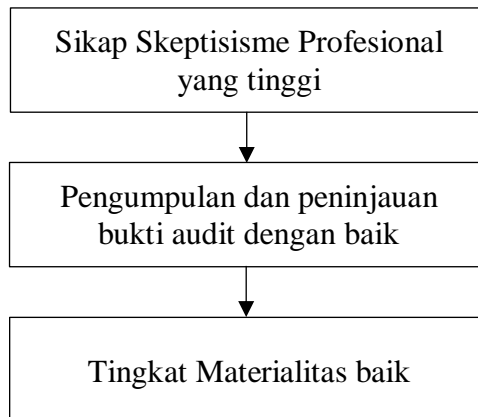 Sikap Skeptisisme Profesional
yang tinggi
Pengumpulan dan peninjauan
bukti audit dengan baik
Tingkat Materialitas baik